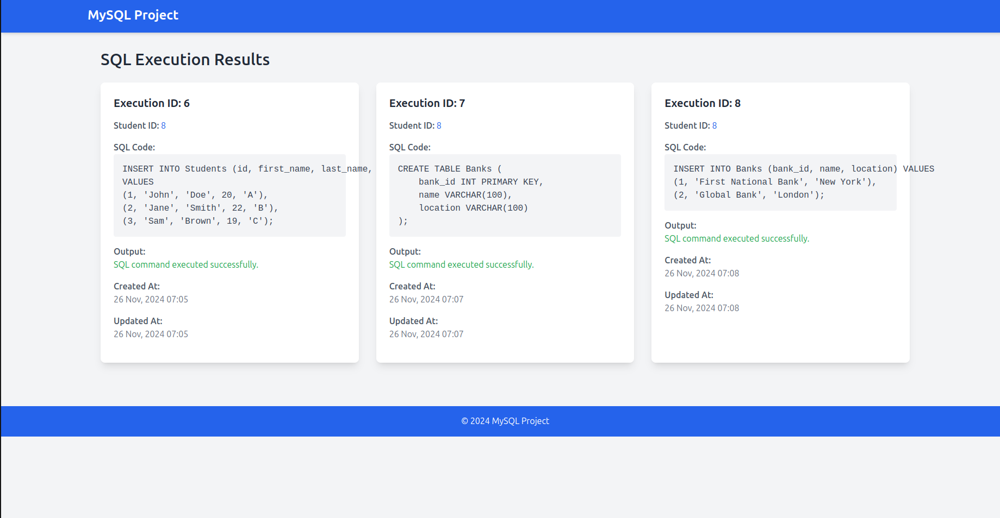 MySQL Project
SQL Execution Results
Execution ID: 6
Student ID: 8
SQL Code:
INSERT INTO Students (id, first_name, last_name,
VALUES
(1, 'John', 'Doe', 20, 'A'),
(2, 'Jane', 'Smith', 22, 'B'),
(3, 'Sam', 'Brown', 19, 'C');
Output:
SQL command executed successfully.
Created At:
26 Nov, 2024 07:05
Updated At:
26 Nov, 2024 07:05
Execution ID: 7
Student ID: 8
SQL Code:
CREATE TABLE Banks (
    bank_id INT PRIMARY KEY,
    name VARCHAR(100),
    location VARCHAR(100)
);
Output:
SQL command executed successfully.
Created At:
26 Nov, 2024 07:07
Updated At:
26 Nov, 2024 07:07
Execution ID: 8
Student ID: 8
SQL Code:
INSERT INTO Banks (bank_id, name, location) VALUES
(1, 'First National Bank', 'New York'),
(2, 'Global Bank', 'London');
Output:
SQL command executed successfully.
Created At:
26 Nov, 2024 07:08
Updated At:
26 Nov, 2024 07:08
© 2024 MySQL Project